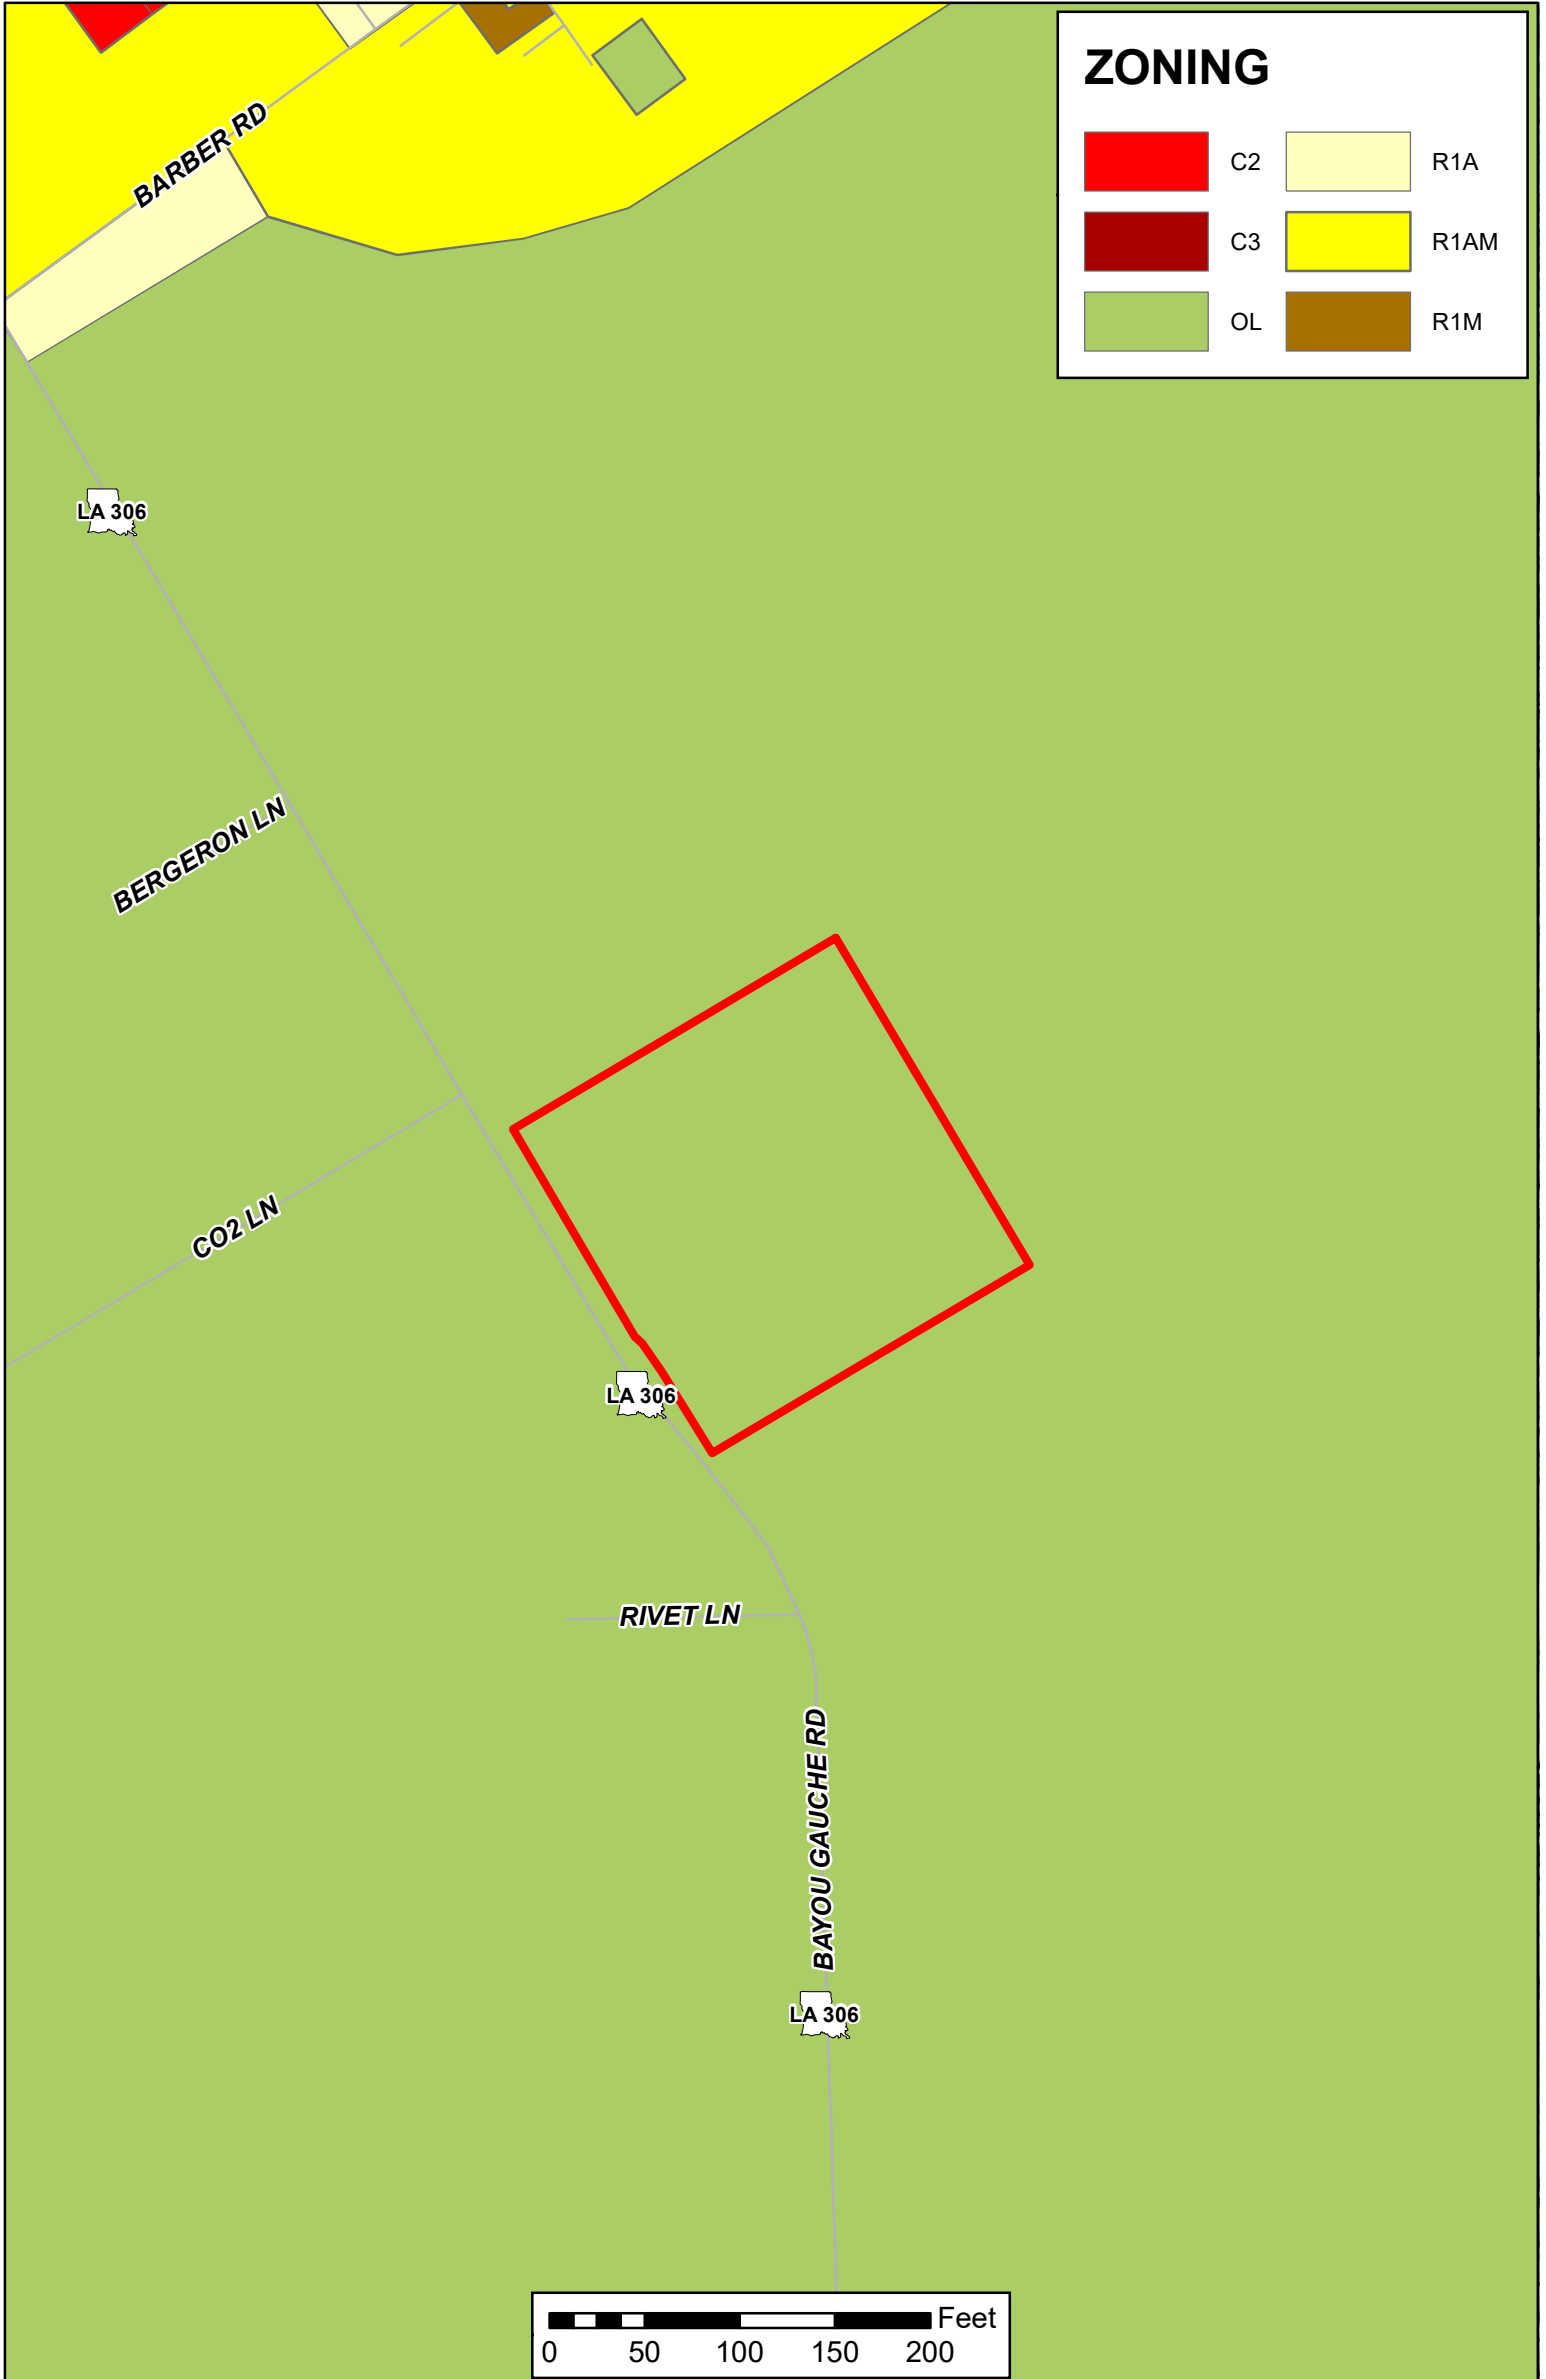 ZONING
C2
R1A
C3
R1AM
OL
R1M
BARBER RD
LA 306
BERGERON LN
CO2 LN
LA 306
RIVET LN
BAYOU GAUCHE RD
LA 306
Feet
0 50 100 150 200